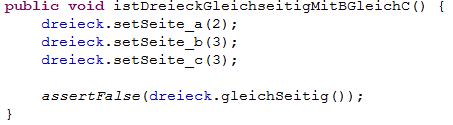 public void istDreieckGleichseitigMitBGleichC() {
dreieck.setSeite_a(2);
dreieck.setSeite_b(3);
dreieck.setSeite_c(3);
assertFalse(dreieck.gleichSeitig());
}